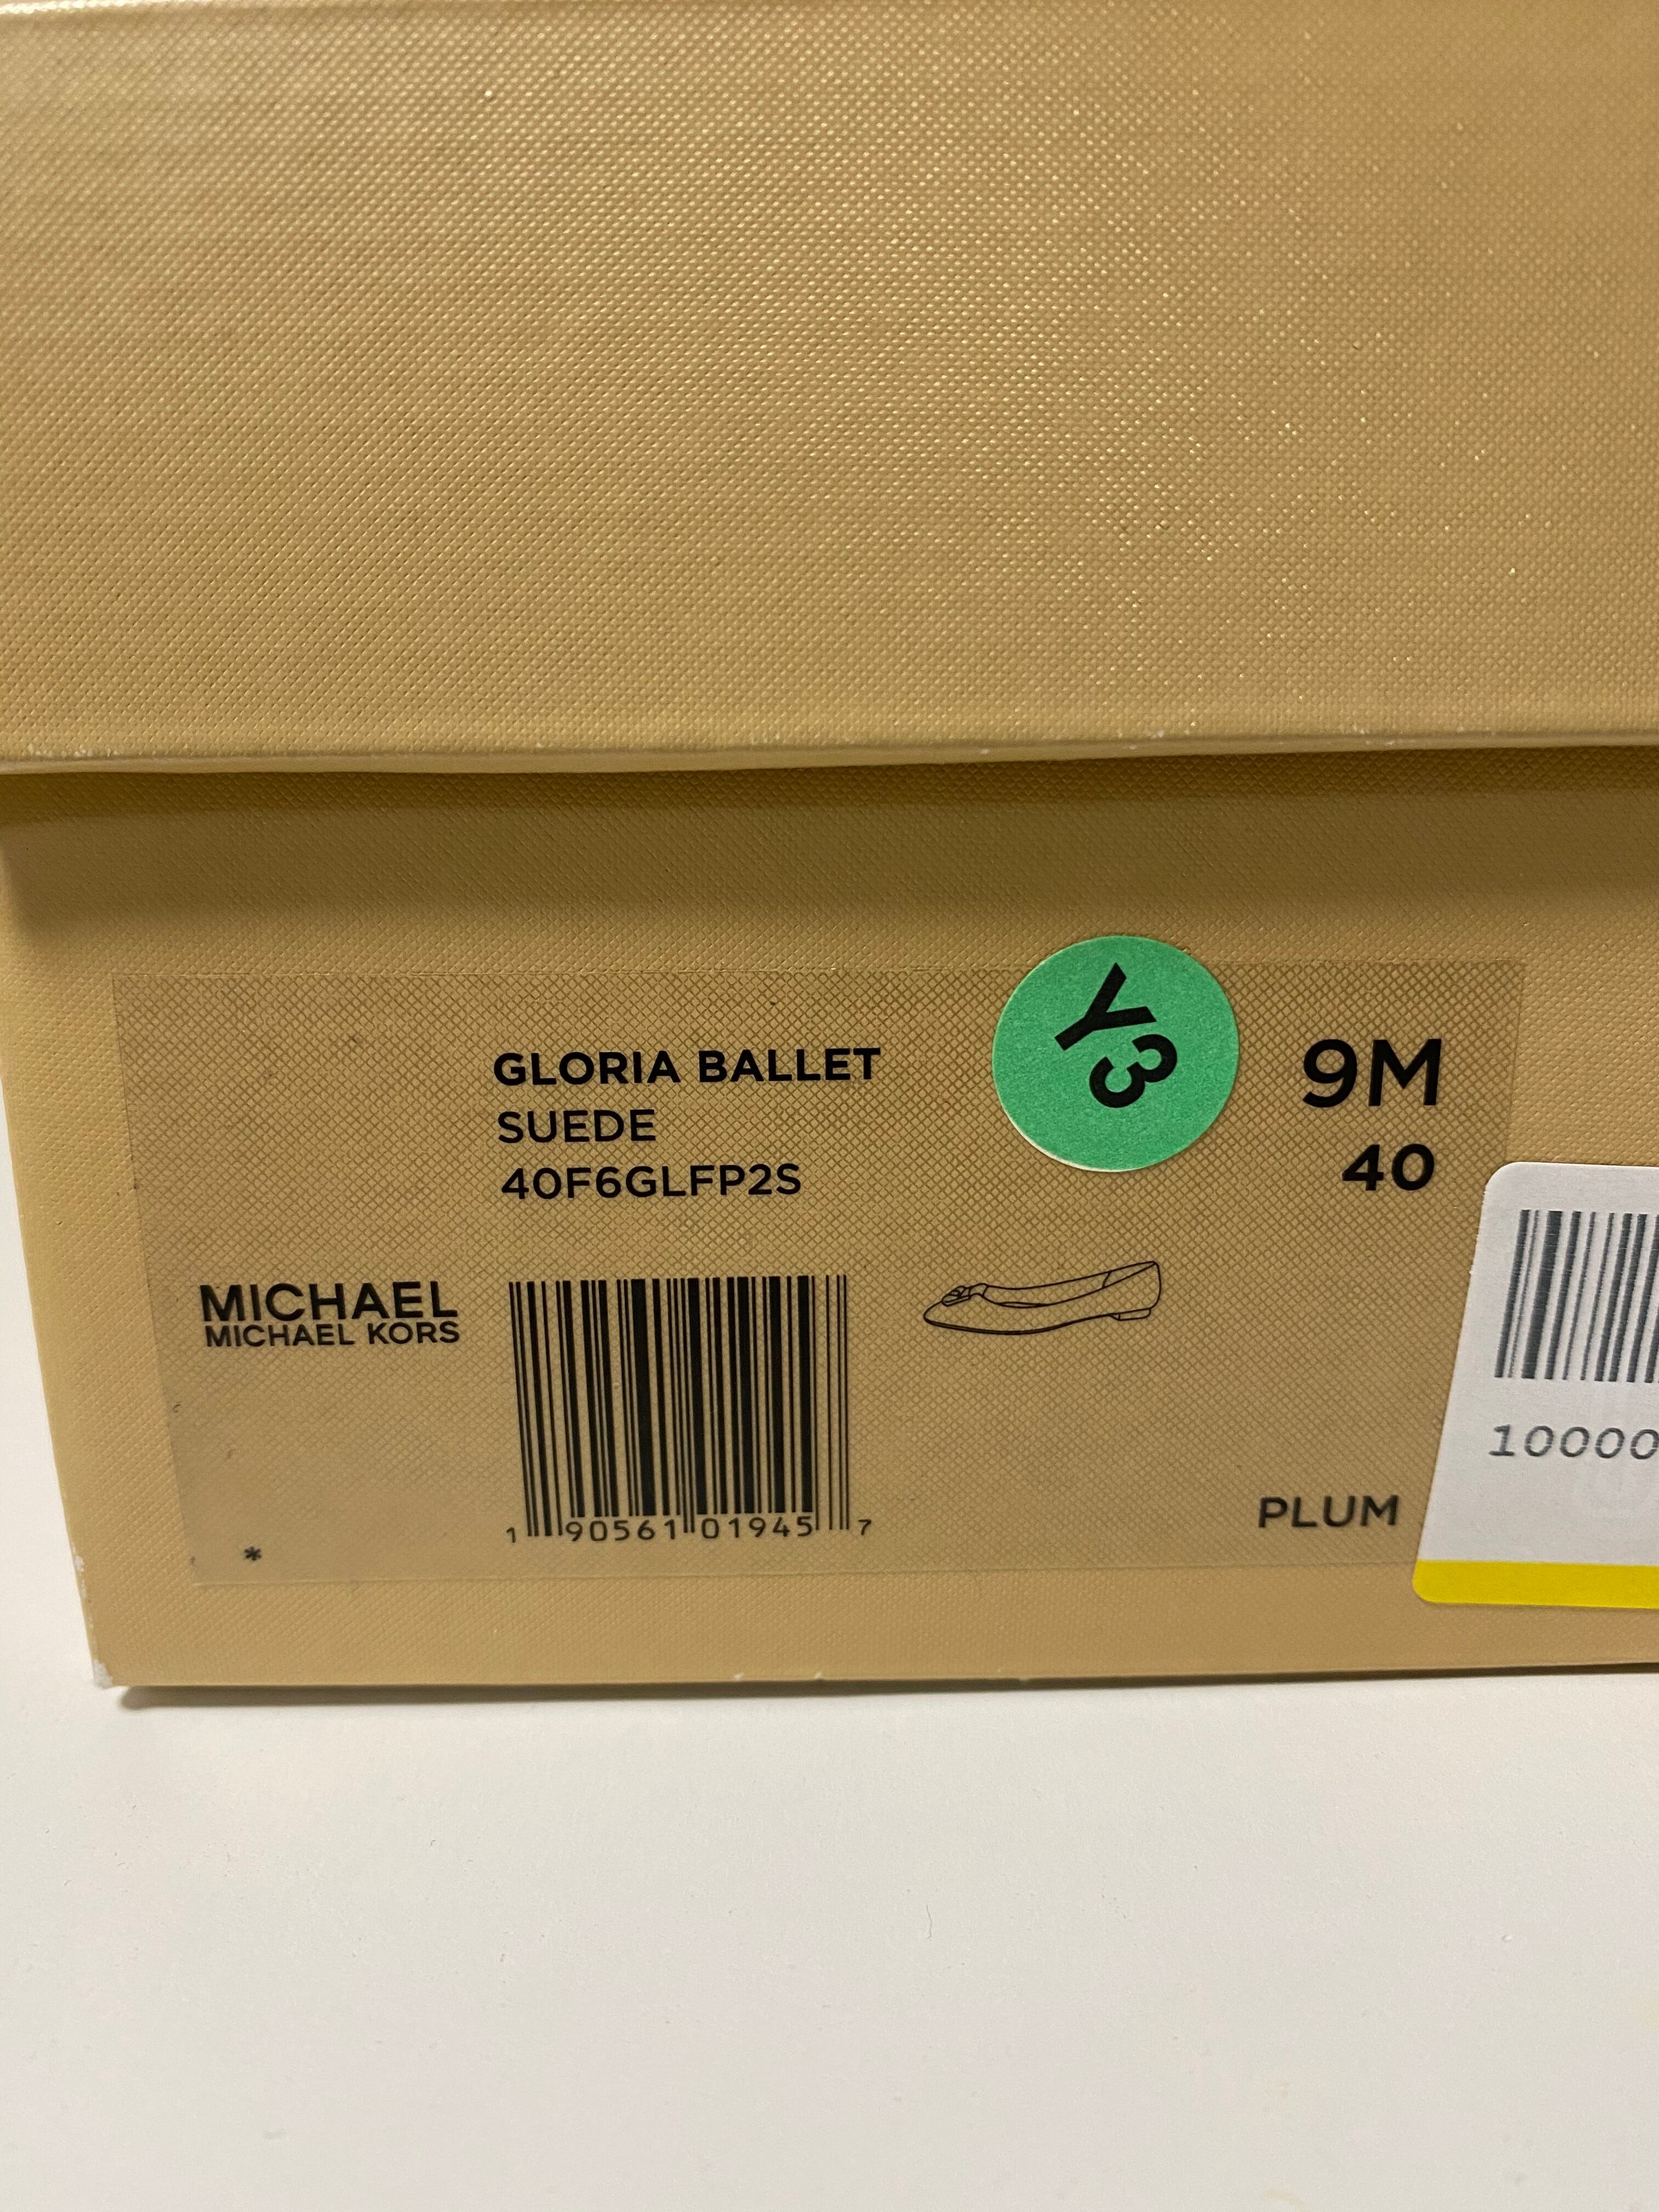 GLORIA BALLET
SUEDE
40F6GLFP2S
Y3
9M
40
MICHAEL
MICHAEL KORS
1 90561 01945 7
*
PLUM
10000